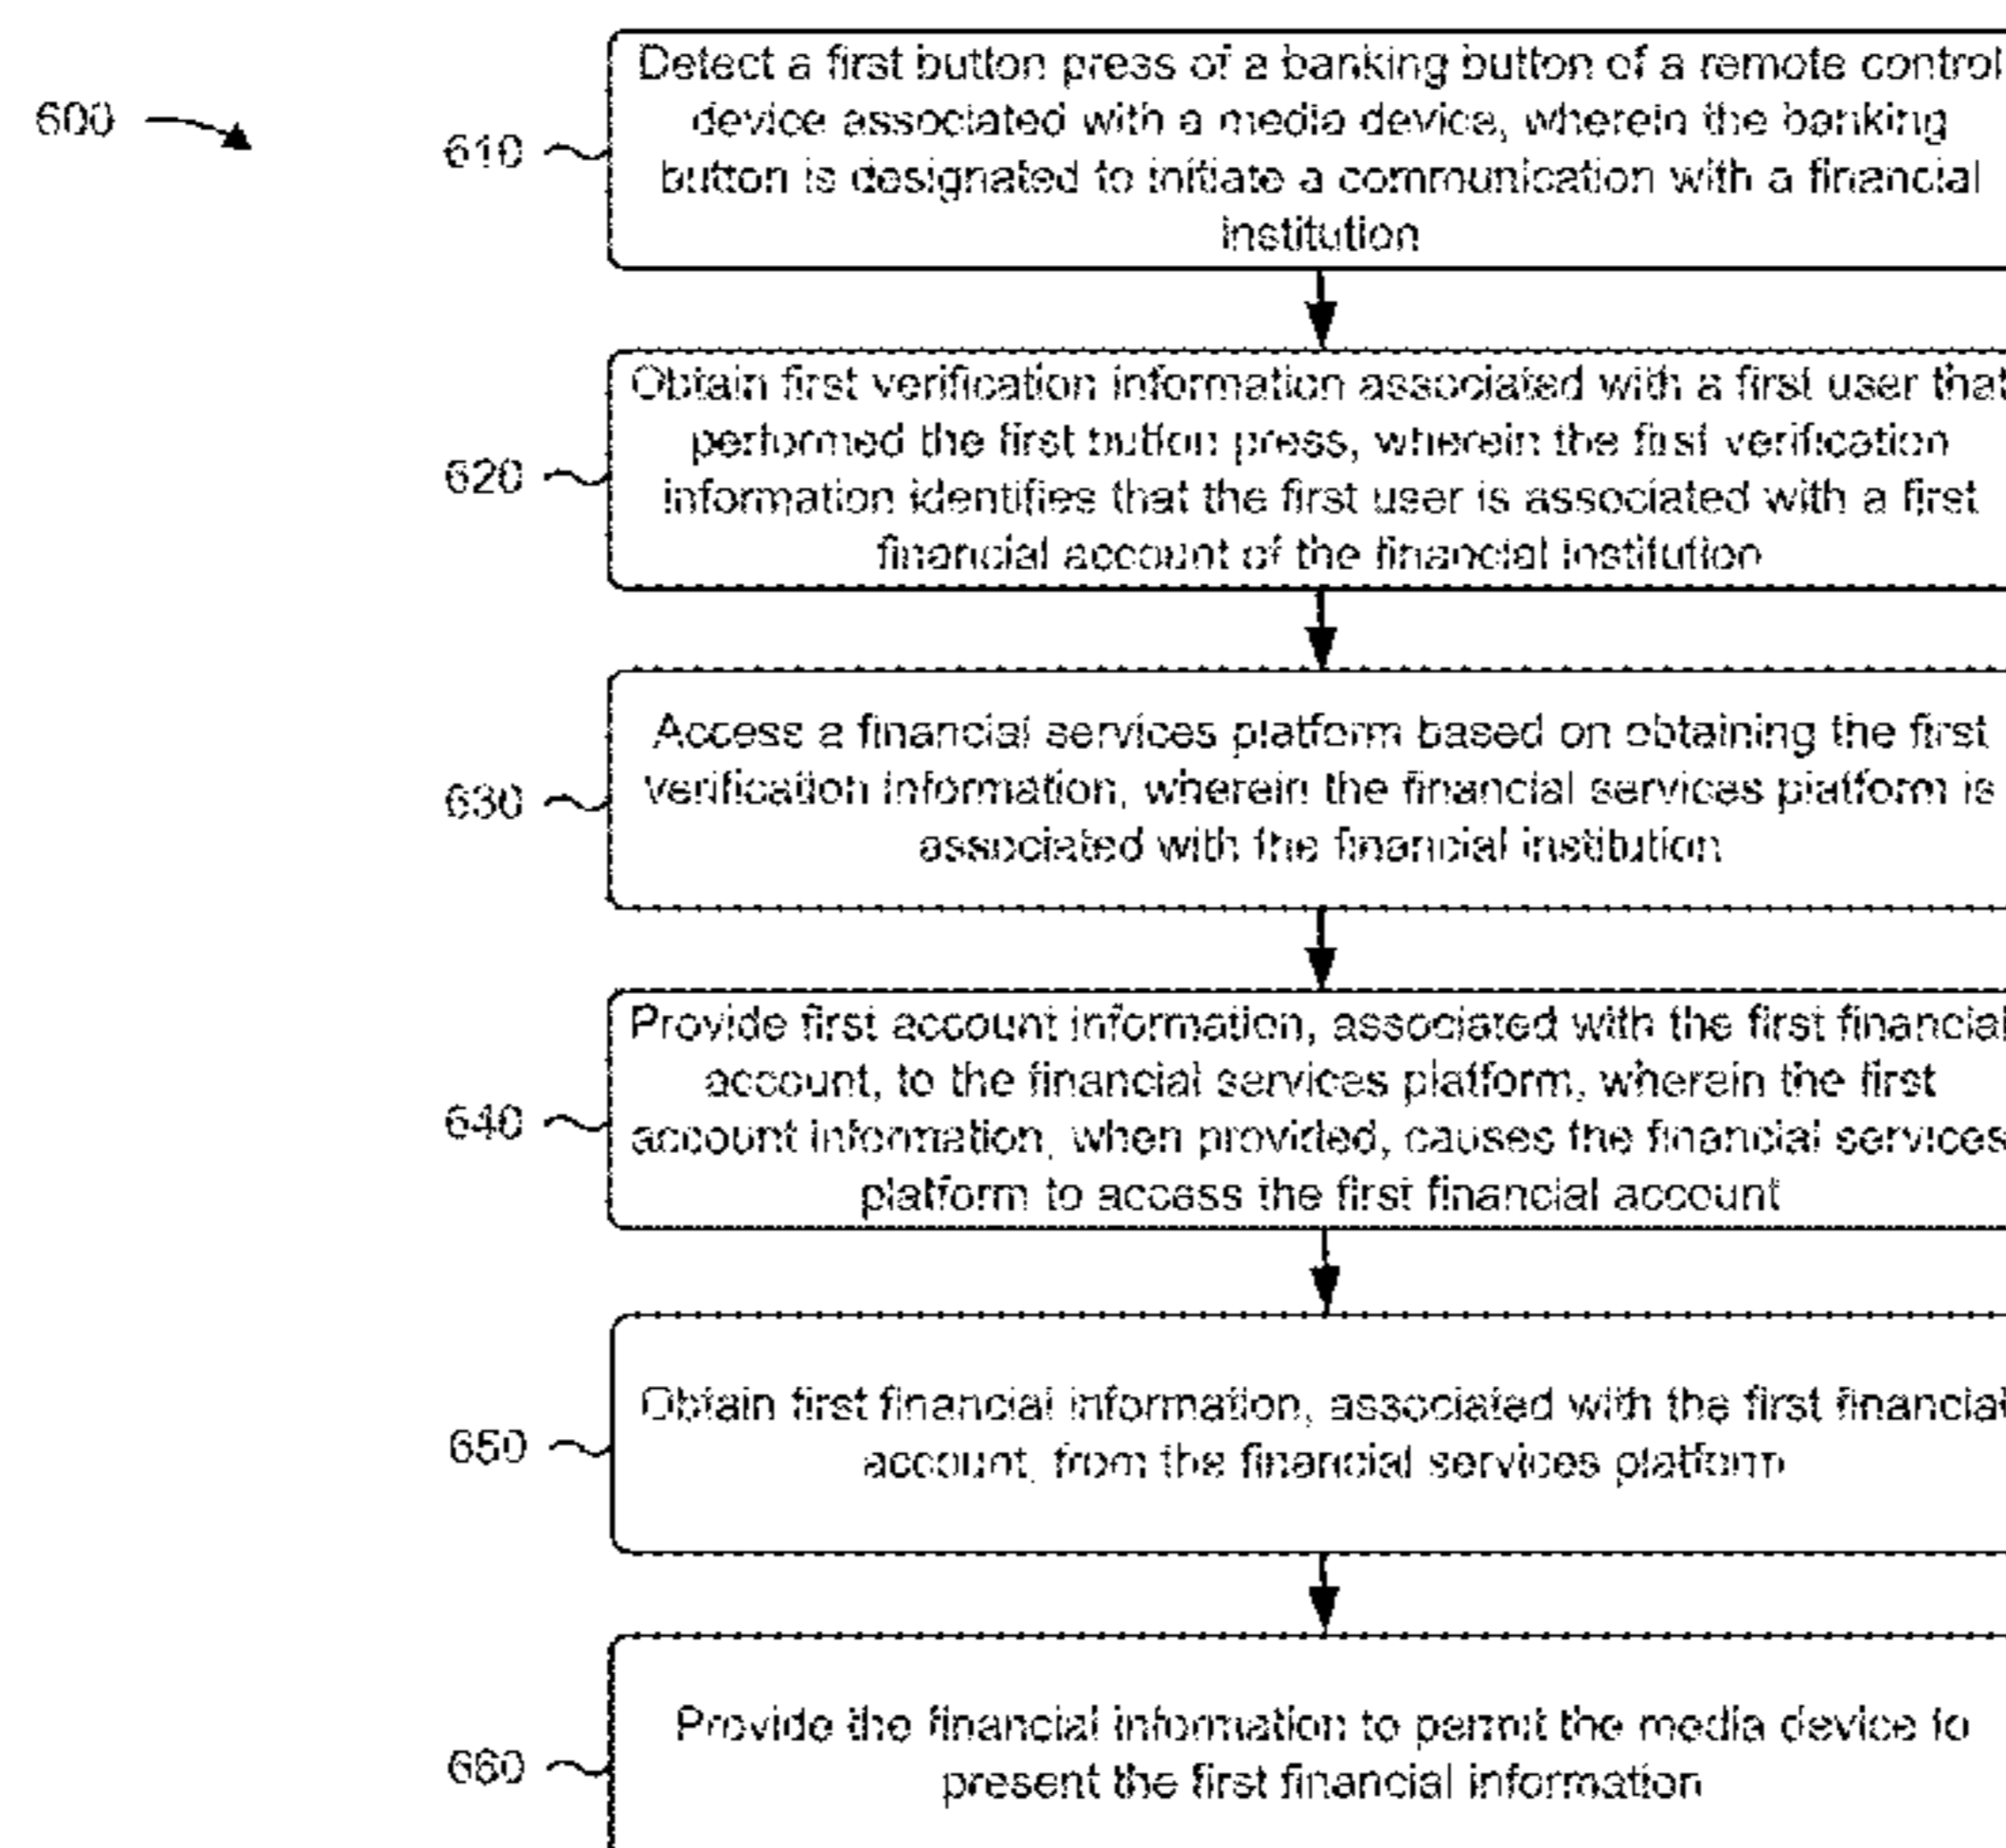 600
610
Detect a first button press of a banking button of a remote control
device associated with a media device, wherein the banking
button is designated to initiate a communication with a financial
institution
620
Obtain first verification information associated with a first user that
performed the first button press, wherein the first verification
information identifies that the first user is associated with a first
financial account of the financial institution
630
Access a financial services platform based on obtaining the first
verification information, wherein the financial services platform is
associated with the financial institution
640
Provide first account information, associated with the first financial
account, to the financial services platform, wherein the first
account information, when provided, causes the financial services
platform to access the first financial account
650
Obtain first financial information, associated with the first financial
account, from the financial services platform
660
Provide the financial information to permit the media device to
present the first financial information